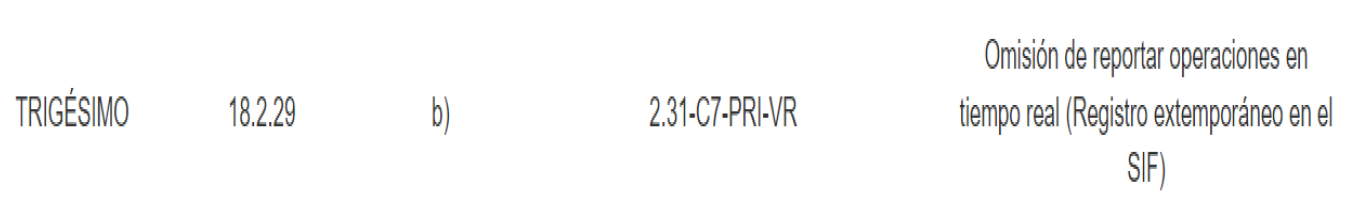 TRIGÉSIMO 18.2.29 b) 2.31-C7-PRI-VR Omisión de reportar operaciones en
tiempo real (Registro extemporáneo en el
SIF)